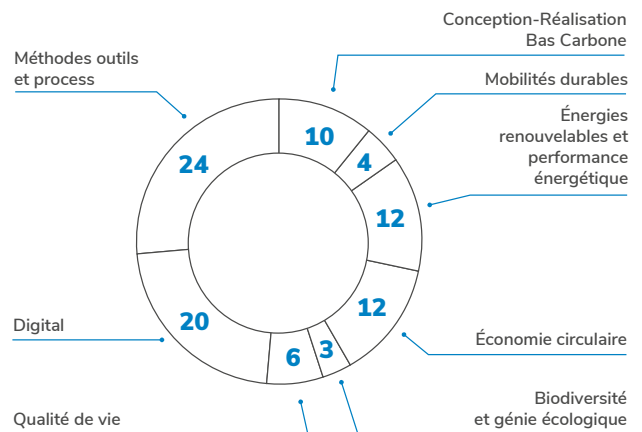 Conception-Réalisation
Bas Carbone
Méthodes outils
et process
Mobilités durables
Énergies
renouvelables et
performance
énergétique
10
24
4
12
12
20
3
6
Digital
Économie circulaire
Biodiversité
et génie écologique
Qualité de vie